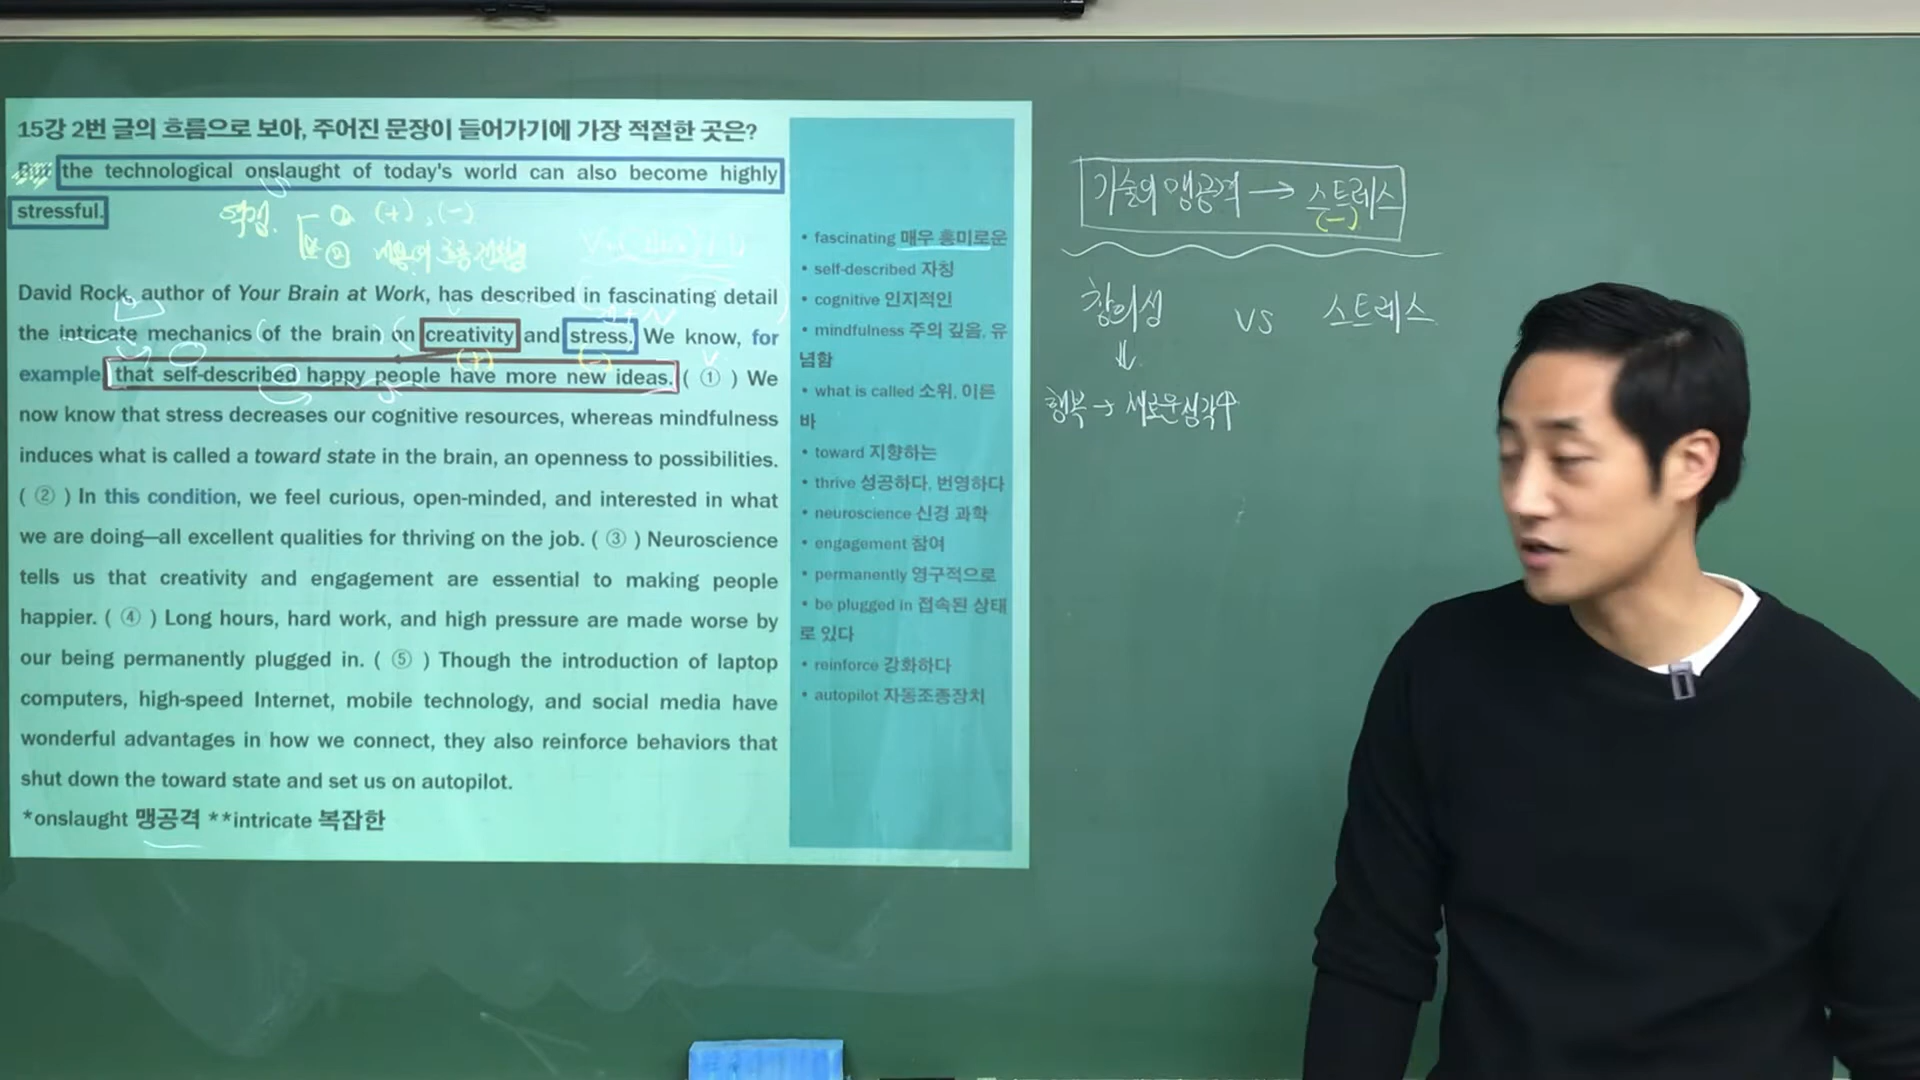 15강 2번 글의 흐름으로 보아, 주어진 문장이 들어가기에 가장 적절한 곳은?
But the technological onslaught of today's world can also become highly
stressful.
역접.
① (+), (-)
②
David Rock, author of Your Brain at Work, has described in fascinating detail
the intricate mechanics of the brain on creativity and stress. We know, for
(+) (-)
example that self-described happy people have more new ideas. ( ① ) We
now know that stress decreases our cognitive resources, whereas mindfulness
induces what is called a toward state in the brain, an openness to possibilities.
( ② ) In this condition, we feel curious, open-minded, and interested in what
we are doing—all excellent qualities for thriving on the job. ( ③ ) Neuroscience
tells us that creativity and engagement are essential to making people
happier. ( ④ ) Long hours, hard work, and high pressure are made worse by
our being permanently plugged in. ( ⑤ ) Though the introduction of laptop
computers, high-speed Internet, mobile technology, and social media have
wonderful advantages in how we connect, they also reinforce behaviors that
shut down the toward state and set us on autopilot.
*onslaught 맹공격 **intricate 복잡한
• fascinating 매우 흥미로운
• self-described 자칭
• cognitive 인지적인
• mindfulness 주의 깊음, 유
념함
• what is called 소위, 이른
바
• toward 지향하는
• thrive 성공하다, 번영하다
• neuroscience 신경 과학
• engagement 참여
• permanently 영구적으로
• be plugged in 접속된 상태
로 있다
• reinforce 강화하다
• autopilot 자동조종장치
기술의 맹공격 → 스트레스
(-)
창의성 vs 스트레스
⇓
행복 → 새로운 생각